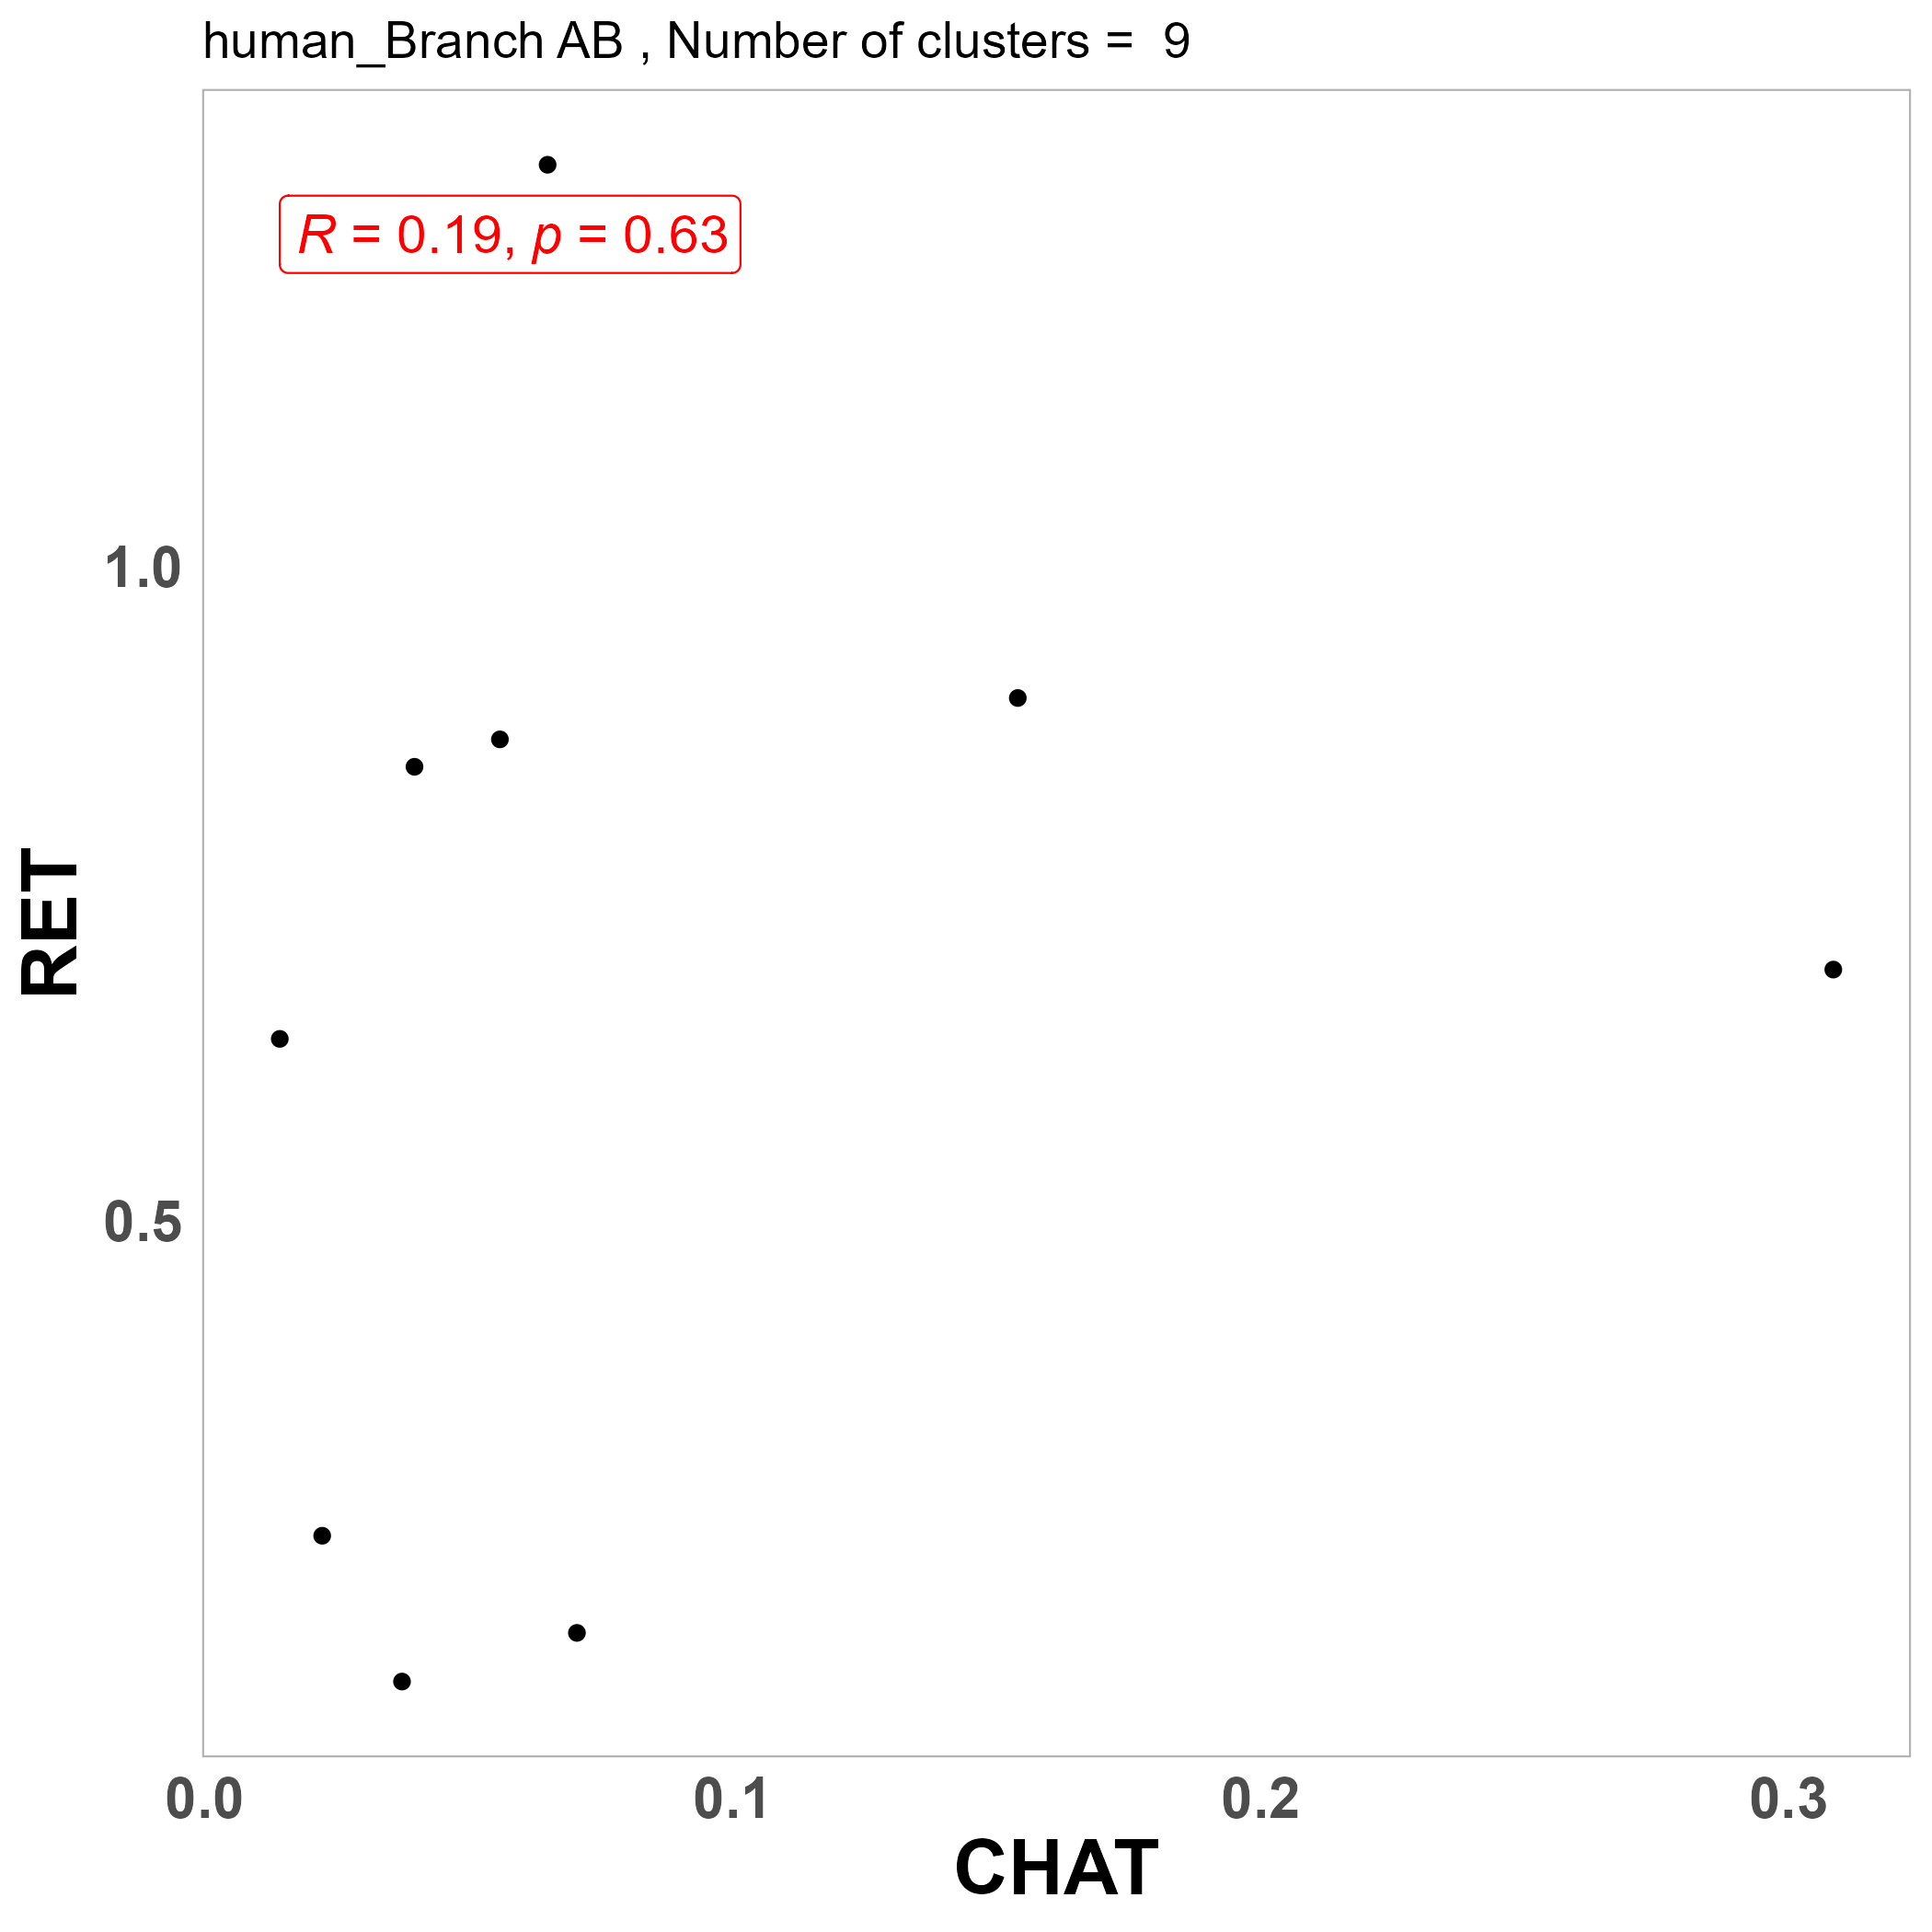 human_Branch AB , Number of clusters =  9
R = 0.19, p = 0.63
1.0
RET
0.5
0.0 0.1 0.2 0.3
CHAT